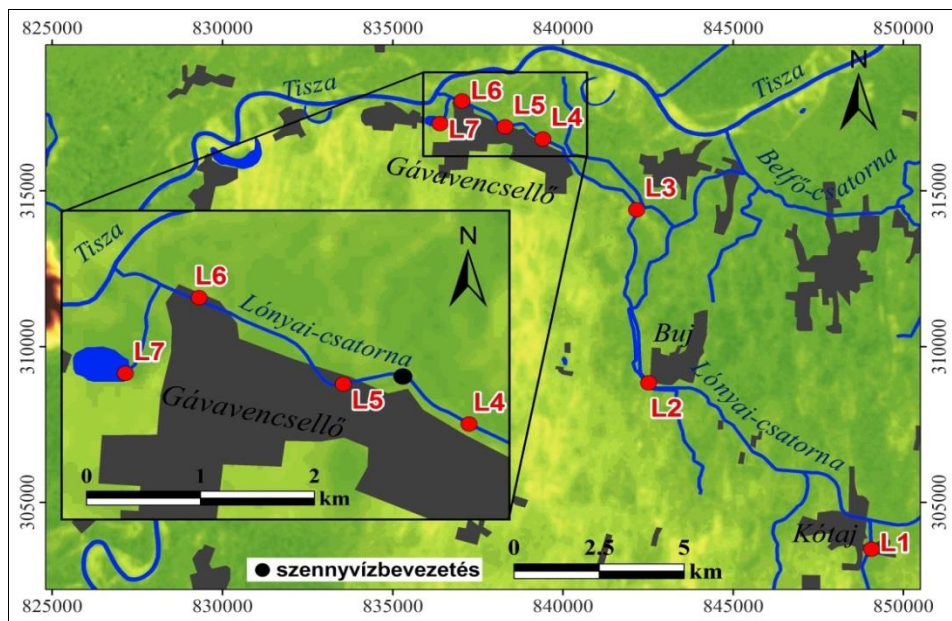 825000 830000 835000 840000 845000 850000
N
Tisza
Tisza
L6
L5
L4
L7
Gávavencsellő
Belfő-csatorna
315000
315000
L3
Tisza
N
L6
Lónyai-csatorna
310000
310000
L7
Buj
Gávavencsellő
L5
L4
L2
Lónyai-csatorna
0 1 2
km
305000
305000
Kótaj
L1
0 2.5 5
km
szennyvízbevezetés
825000 830000 835000 840000 845000 850000